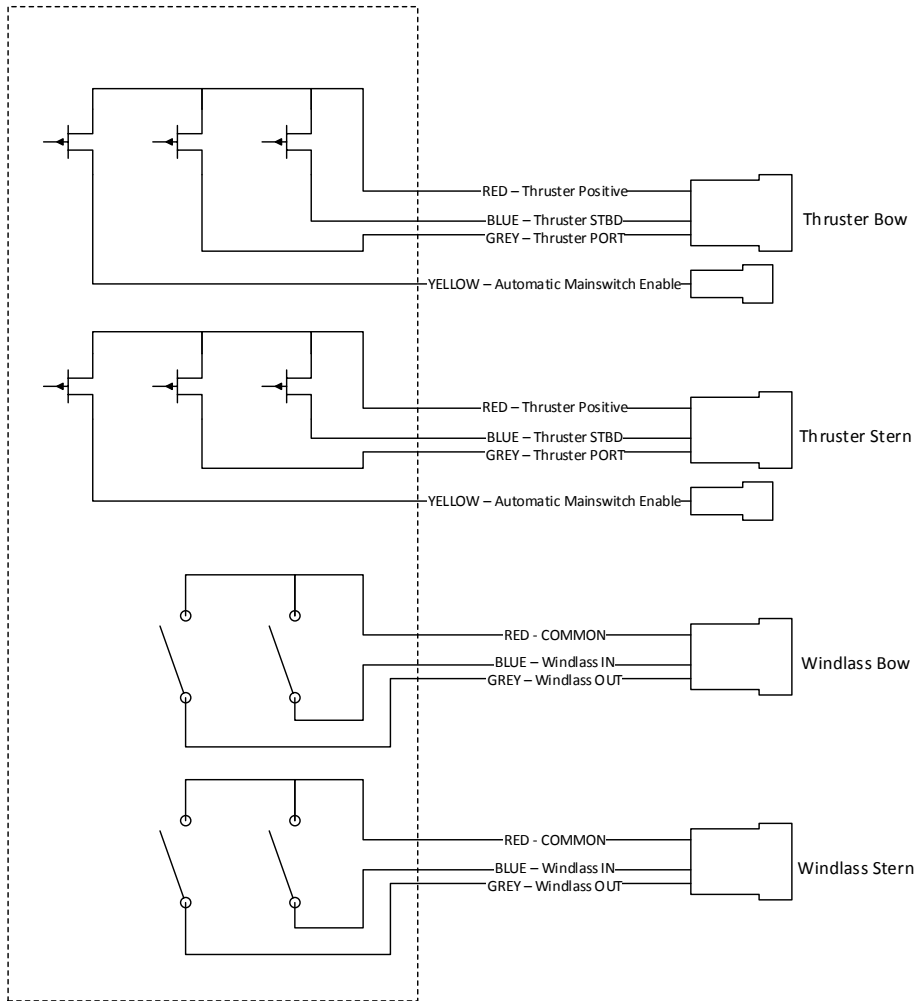 RED – Thruster Positive
BLUE – Thruster STBD
GREY – Thruster PORT
Thruster Bow
YELLOW – Automatic Mainswitch Enable
RED – Thruster Positive
BLUE – Thruster STBD
GREY – Thruster PORT
Thruster Stern
YELLOW – Automatic Mainswitch Enable
RED - COMMON
BLUE – Windlass IN
GREY – Windlass OUT
Windlass Bow
RED - COMMON
BLUE – Windlass IN
GREY – Windlass OUT
Windlass Stern